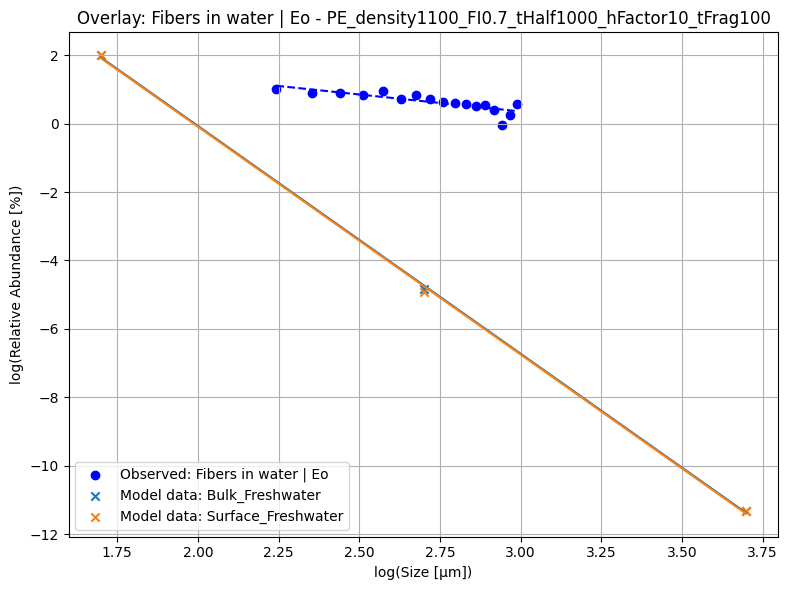 Overlay: Fibers in water | Eo - PE_density1100_FI0.7_tHalf1000_hFactor10_tFrag100
log(Relative Abundance [%])
2
0
−2
−4
−6
−8
−10
−12
Observed: Fibers in water | Eo
Model data: Bulk_Freshwater
Model data: Surface_Freshwater
1.75 2.00 2.25 2.50 2.75 3.00 3.25 3.50 3.75
log(Size [µm])